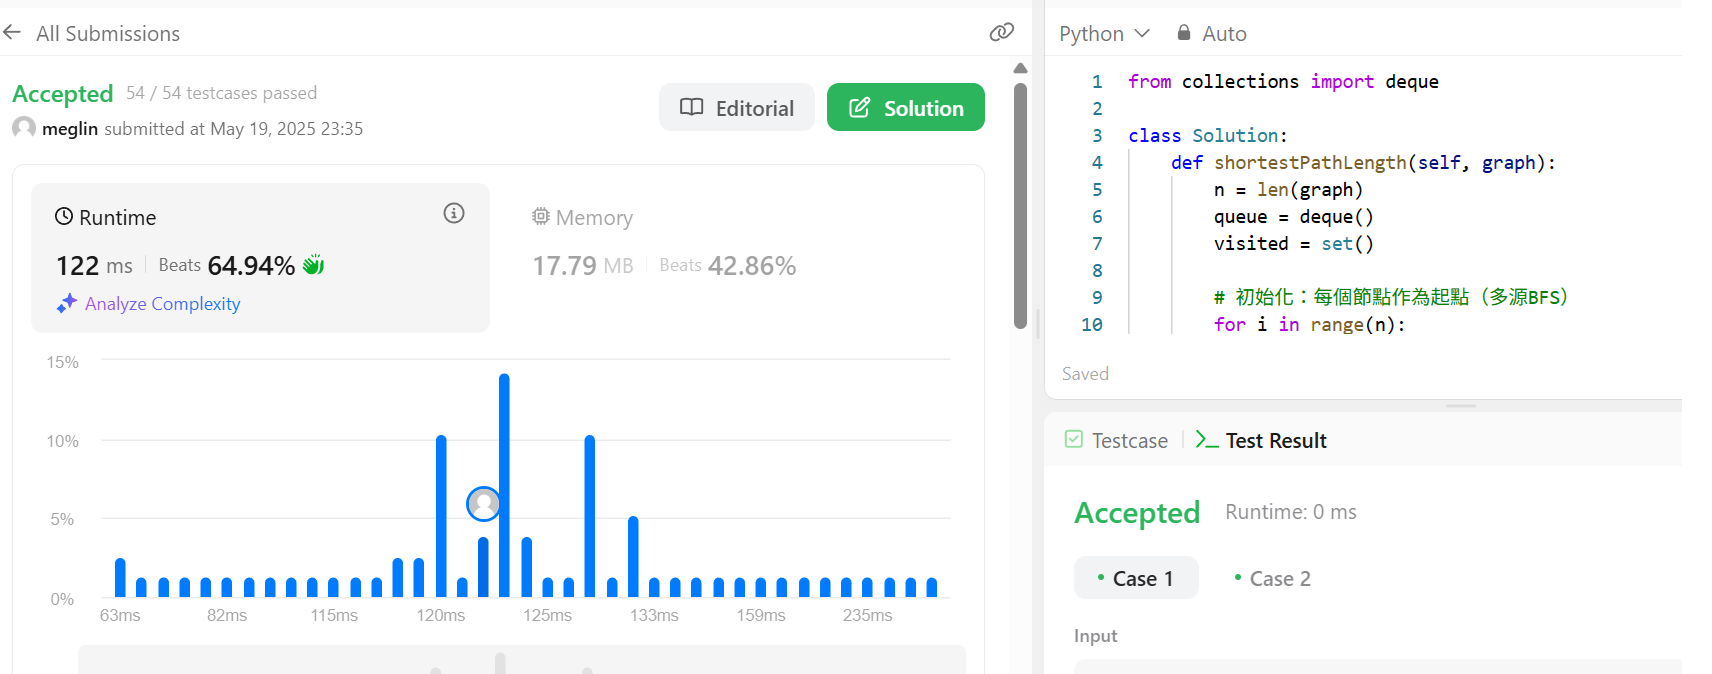 All Submissions
Accepted 54 / 54 testcases passed
meglin submitted at May 19, 2025 23:35
Editorial
Solution
Runtime
122 ms Beats 64.94%
Analyze Complexity
Memory
17.79 MB Beats 42.86%
15%
10%
5%
0%
63ms 82ms 115ms 120ms 125ms 133ms 159ms 235ms
Python Auto
1 from collections import deque
2
3 class Solution:
4 def shortestPathLength(self, graph):
5 n = len(graph)
6 queue = deque()
7 visited = set()
8
9 # 初始化：每個節點作為起點（多源BFS）
10 for i in range(n):
Saved
Testcase Test Result
Accepted Runtime: 0 ms
Case 1 Case 2
Input